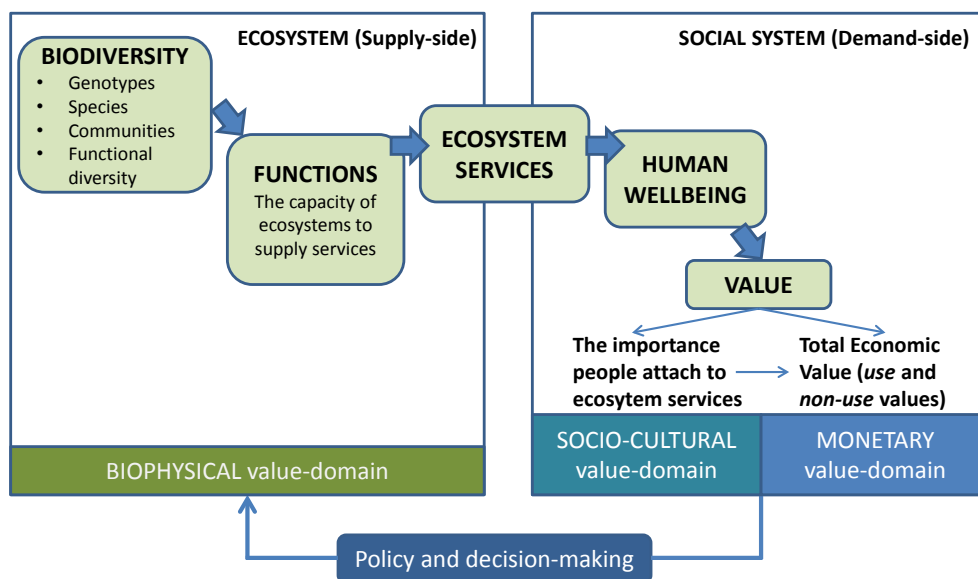 ECOSYSTEM (Supply-side)
BIODIVERSITY
• Genotypes
• Species
• Communities
• Functional
diversity
FUNCTIONS
The capacity of
ecosystems to
supply services
ECOSYSTEM
SERVICES
SOCIAL SYSTEM (Demand-side)
HUMAN
WELLBEING
VALUE
The importance
people attach to
ecosytem services
Total Economic
Value (use and
non-use values)
BIOPHYSICAL value-domain
SOCIO-CULTURAL
value-domain
MONETARY
value-domain
Policy and decision-making